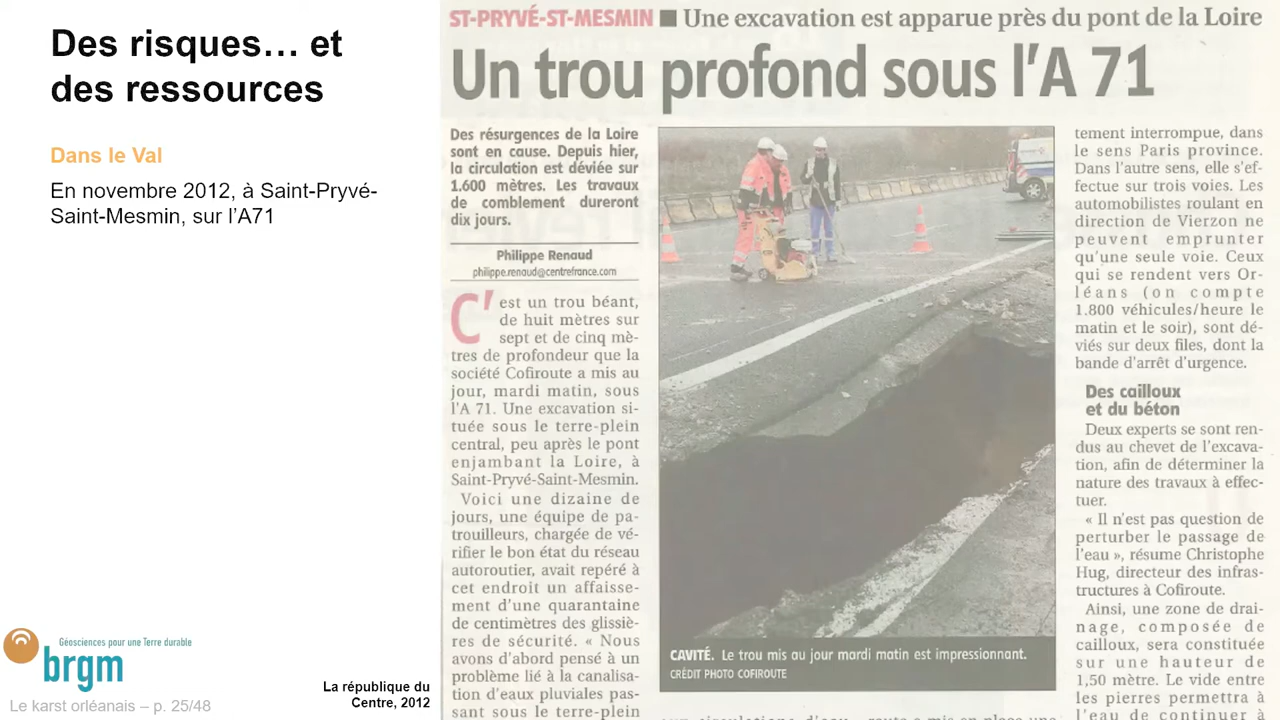 Des risques… et
des ressources
Dans le Val
En novembre 2012, à Saint-Pryvé-
Saint-Mesmin, sur l'A71
ST-PRYVÉ-ST-MESMIN ■ Une excavation est apparue près du pont de la Loire
Un trou profond sous l'A 71
Des résurgences de la Loire
sont en cause. Depuis hier,
la circulation est déviée sur
1.600 mètres. Les travaux
de comblement dureront
dix jours.
Philippe Renaud
philippe.renaud@centrefrance.com
C'est un trou béant,
de huit mètres sur
sept et de cinq mè-
tres de profondeur que la
société Cofiroute a mis au
jour, mardi matin, sous
l'A 71. Une excavation si-
tuée sous le terre-plein
central, peu après le pont
enjambant la Loire, à
Saint-Pryvé-Saint-Mesmin.
Voici une dizaine de
jours, une équipe de pa-
trouilleurs, chargée de vé-
rifier le bon état du réseau
autoroutier, avait repéré à
cet endroit un affaisse-
ment d'une quarantaine
de centimètres des glissiè-
res de sécurité. « Nous
avons d'abord pensé à un
problème lié à la canalisa-
tion d'eaux pluviales pas-
sant sous le terre-plein
CAVITÉ. Le trou mis au jour mardi matin est impressionnant.
CRÉDIT PHOTO COFIROUTE
tement interrompue, dans
le sens Paris province.
Dans l'autre sens, elle s'ef-
fectue sur trois voies. Les
automobilistes roulant en
direction de Vierzon ne
peuvent emprunter
qu'une seule voie. Ceux
qui se rendent vers Or-
léans (on compte
1.800 véhicules/heure le
matin et le soir), sont dé-
viés sur deux files, dont la
bande d'arrêt d'urgence.
Des cailloux
et du béton
Deux experts se sont ren-
dus au chevet de l'excava-
tion, afin de déterminer la
nature des travaux à effec-
tuer.
« Il n'est pas question de
perturber le passage de
l'eau », résume Christophe
Hug, directeur des infras-
tructures à Cofiroute.
Ainsi, une zone de drai-
nage, composée de
cailloux, sera constituée
sur une hauteur de
1,50 mètre. Le vide entre
les pierres permettra à
l'eau de continuer à
Géosciences pour une Terre durable
brgm
Le karst orléanais – p. 25/48
La république du
Centre, 2012